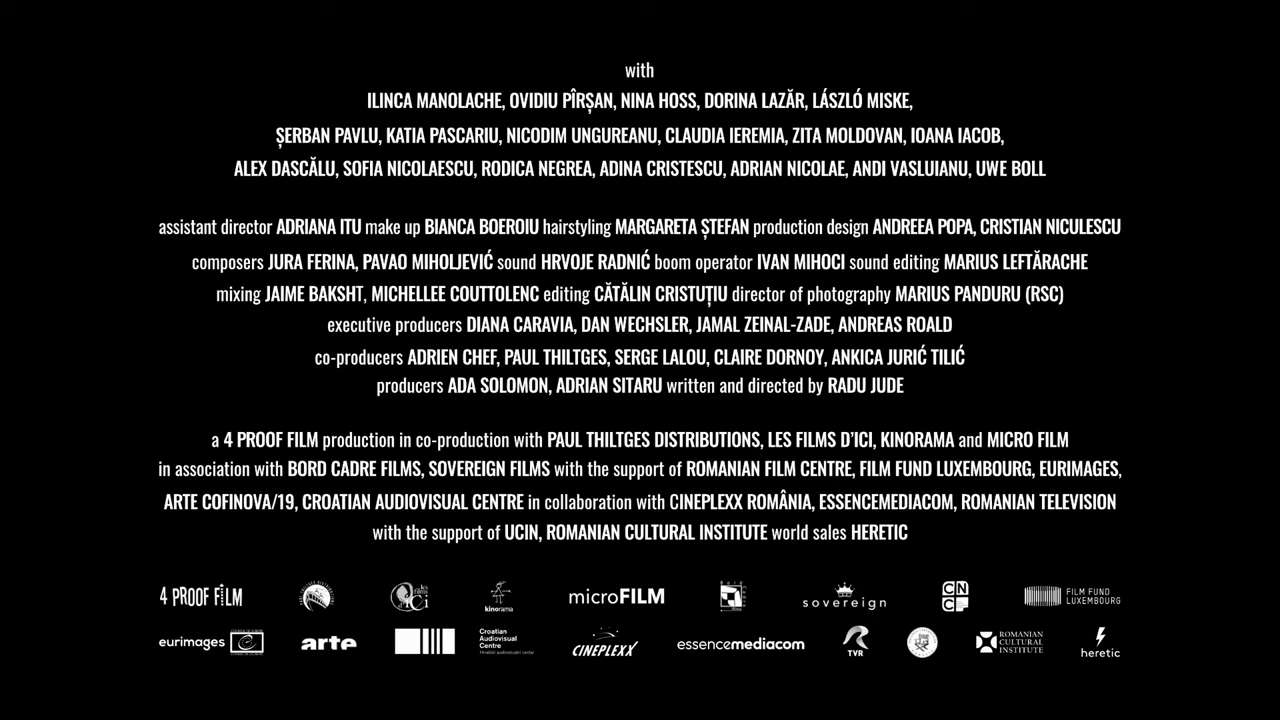 with
ILINCA MANOLACHE, OVIDIU PÎRȘAN, NINA HOSS, DORINA LAZĂR, LÁSZLÓ MISKE,
ȘERBAN PAVLU, KATIA PASCARIU, NICODIM UNGUREANU, CLAUDIA IEREMIA, ZITA MOLDOVAN, IOANA IACOB,
ALEX DASCĂLU, SOFIA NICOLAESCU, RODICA NEGREA, ADINA CRISTESCU, ADRIAN NICOLAE, ANDI VASLUIANU, UWE BOLL
assistant director ADRIANA ITU make up BIANCA BOEROIU hairstyling MARGARETA ȘTEFAN production design ANDREEA POPA, CRISTIAN NICULESCU
composers JURA FERINA, PAVAO MIHOLJEVIĆ sound HRVOJE RADNIĆ boom operator IVAN MIHOCI sound editing MARIUS LEFTĂRACHE
mixing JAIME BAKSHT, MICHELLEE COUTTOLENC editing CĂTĂLIN CRISTUȚIU director of photography MARIUS PANDURU (RSC)
executive producers DIANA CARAVIA, DAN WECHSLER, JAMAL ZEINAL-ZADE, ANDREAS ROALD
co-producers ADRIEN CHEF, PAUL THILTGES, SERGE LALOU, CLAIRE DORNOY, ANKICA JURIĆ TILIĆ
producers ADA SOLOMON, ADRIAN SITARU written and directed by RADU JUDE
a 4 PROOF FILM production in co-production with PAUL THILTGES DISTRIBUTIONS, LES FILMS D'ICI, KINORAMA and MICRO FILM
in association with BORD CADRE FILMS, SOVEREIGN FILMS with the support of ROMANIAN FILM CENTRE, FILM FUND LUXEMBOURG, EURIMAGES,
ARTE COFINOVA/19, CROATIAN AUDIOVISUAL CENTRE in collaboration with CINEPLEXX ROMÂNIA, ESSENCEMEDIACOM, ROMANIAN TELEVISION
with the support of UCIN, ROMANIAN CULTURAL INSTITUTE world sales HERETIC
4 PROOF FILM les films d'ici kinorama microFILM sovereign CNC FILM FUND LUXEMBOURG
eurimages arte Croatian Audiovisual Centre CINEPLEXX essencemediacom TVR ROMANIAN CULTURAL INSTITUTE heretic